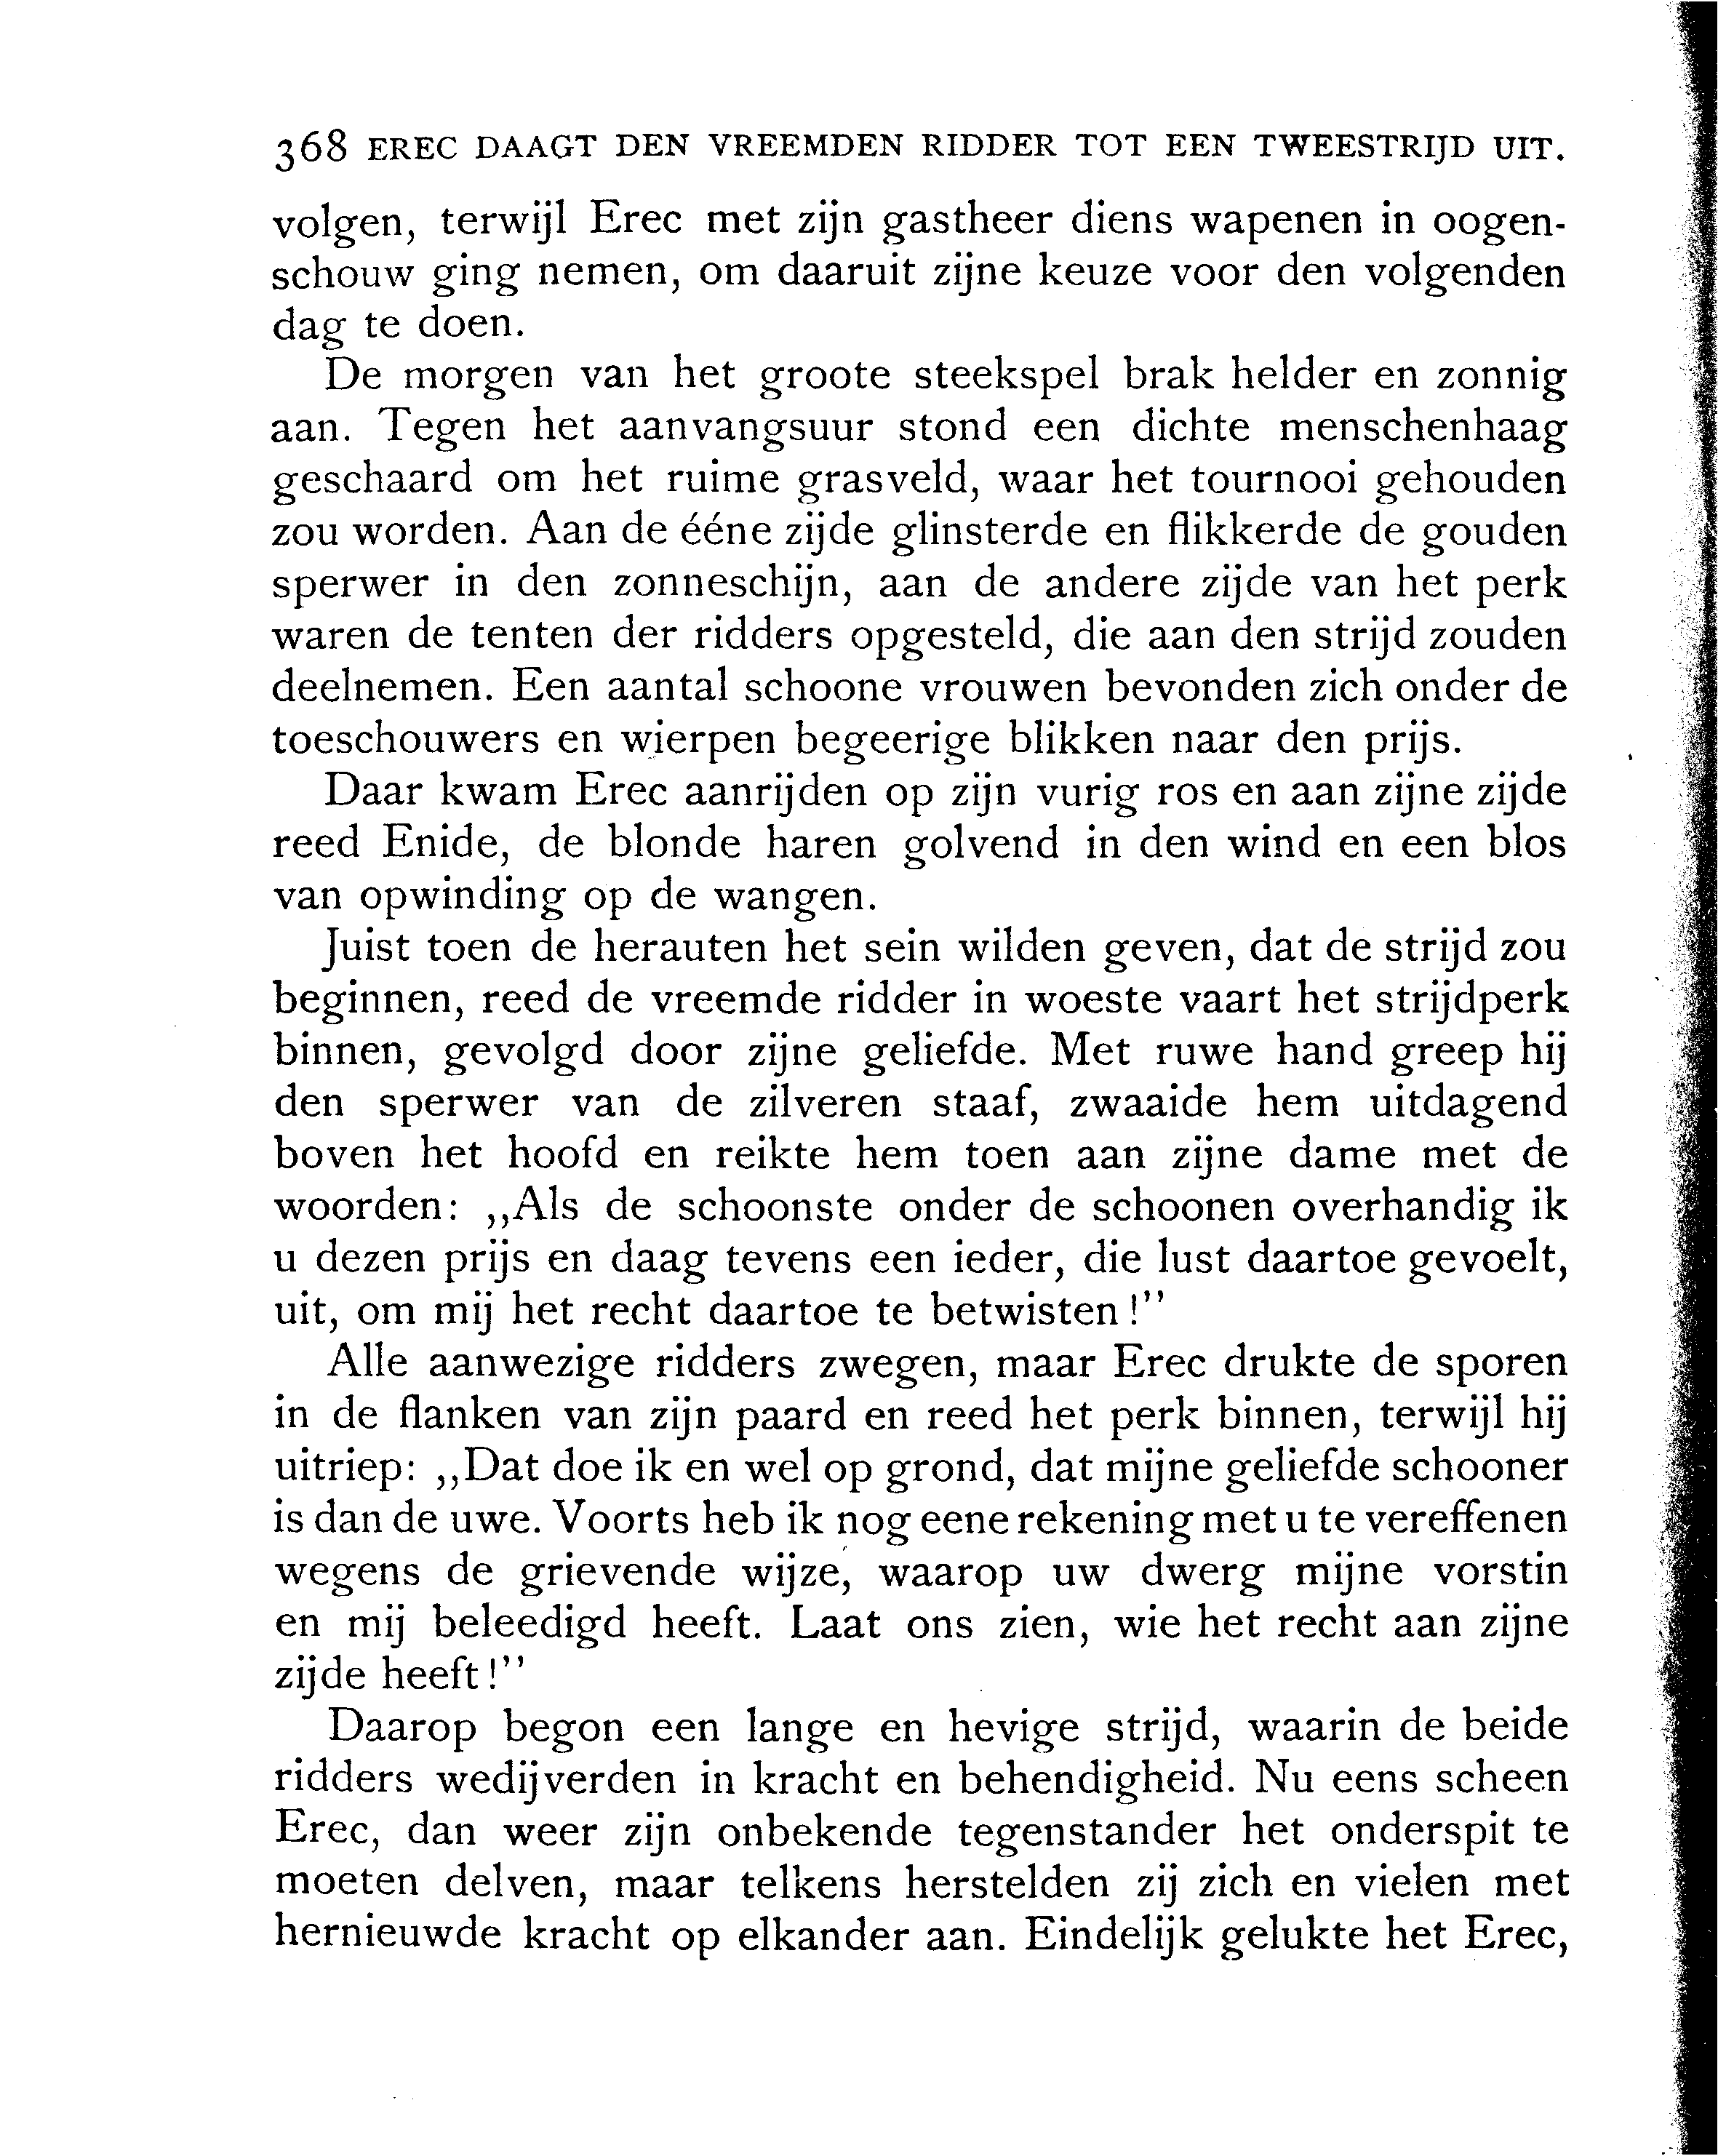 368 EREC DAAGT DEN VREEMDEN RIDDER TOT EEN TWEESTRIJD UIT.
volgen, terwijl Erec met zijn gastheer diens wapenen in oogen-
schouw ging nemen, om daaruit zijne keuze voor den volgenden
dag te doen.
De morgen van het groote steekspel brak helder en zonnig
aan. Tegen het aanvangsuur stond een dichte menschenhaag
geschaard om het ruime grasveld, waar het tournooi gehouden
zou worden. Aan de ééne zijde glinsterde en flikkerde de gouden
sperwer in den zonneschijn, aan de andere zijde van het perk
waren de tenten der ridders opgesteld, die aan den strijd zouden
deelnemen. Een aantal schoone vrouwen bevonden zich onder de
toeschouwers en wierpen begeerige blikken naar den prijs.
Daar kwam Erec aanrijden op zijn vurig ros en aan zijne zijde
reed Enide, de blonde haren golvend in den wind en een blos
van opwinding op de wangen.
Juist toen de herauten het sein wilden geven, dat de strijd zou
beginnen, reed de vreemde ridder in woeste vaart het strijdperk
binnen, gevolgd door zijne geliefde. Met ruwe hand greep hij
den sperwer van de zilveren staaf, zwaaide hem uitdagend
boven het hoofd en reikte hem toen aan zijne dame met de
woorden: ,,Als de schoonste onder de schoonen overhandig ik
u dezen prijs en daag tevens een ieder, die lust daartoe gevoelt,
uit, om mij het recht daartoe te betwisten!''
Alle aanwezige ridders zwegen, maar Erec drukte de sporen
in de flanken van zijn paard en reed het perk binnen, terwijl hij
uitriep: ,,Dat doe ik en wel op grond, dat mijne geliefde schooner
is dan de uwe. Voorts heb ik nog eene rekening met u te vereffenen
wegens de grievende wijze, waarop uw dwerg mijne vorstin
en mij beleedigd heeft. Laat ons zien, wie het recht aan zijne
zijde heeft!''
Daarop begon een lange en hevige strijd, waarin de beide
ridders wedijverden in kracht en behendigheid. Nu eens scheen
Erec, dan weer zijn onbekende tegenstander het onderspit te
moeten delven, maar telkens herstelden zij zich en vielen met
hernieuwde kracht op elkander aan. Eindelijk gelukte het Erec,